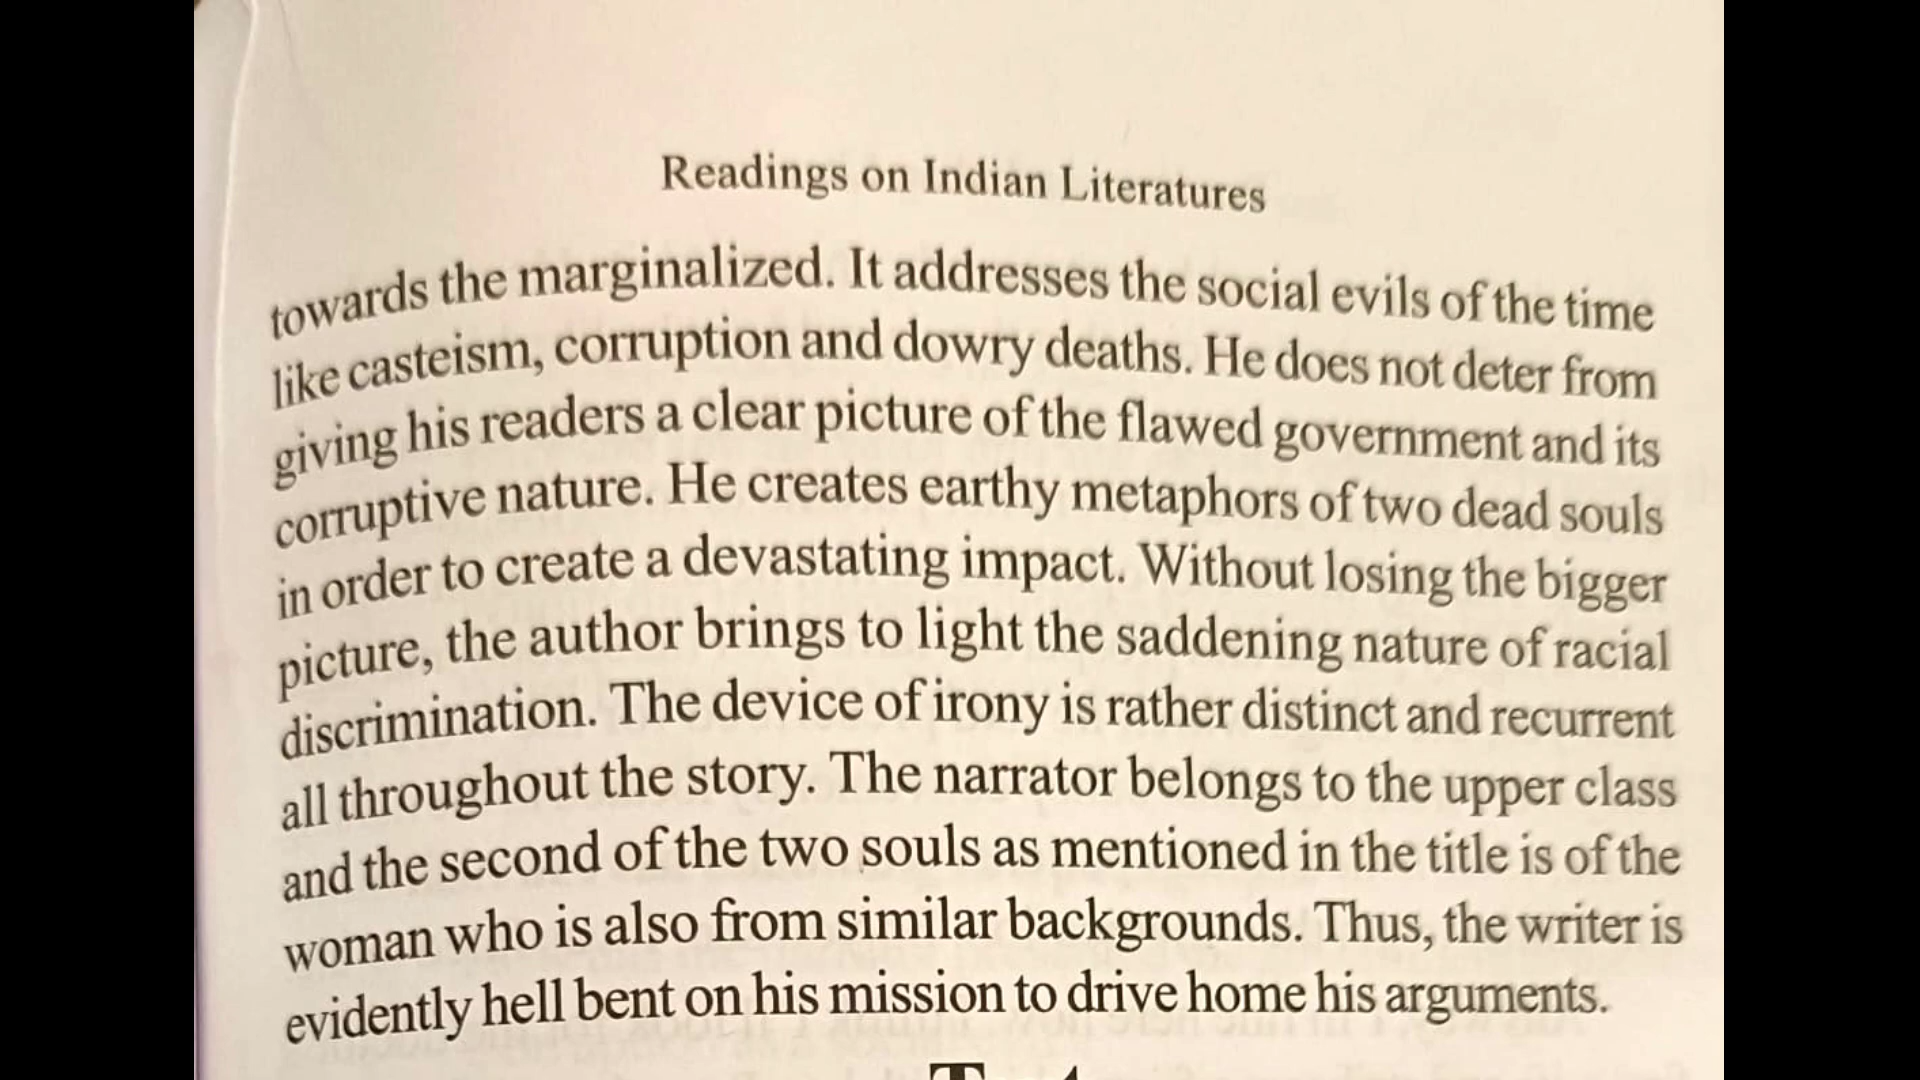 Readings on Indian Literatures
towards the marginalized. It addresses the social evils of the time
like casteism, corruption and dowry deaths. He does not deter from
giving his readers a clear picture of the flawed government and its
corruptive nature. He creates earthy metaphors of two dead souls
in order to create a devastating impact. Without losing the bigger
picture, the author brings to light the saddening nature of racial
discrimination. The device of irony is rather distinct and recurrent
all throughout the story. The narrator belongs to the upper class
and the second of the two souls as mentioned in the title is of the
woman who is also from similar backgrounds. Thus, the writer is
evidently hell bent on his mission to drive home his arguments.